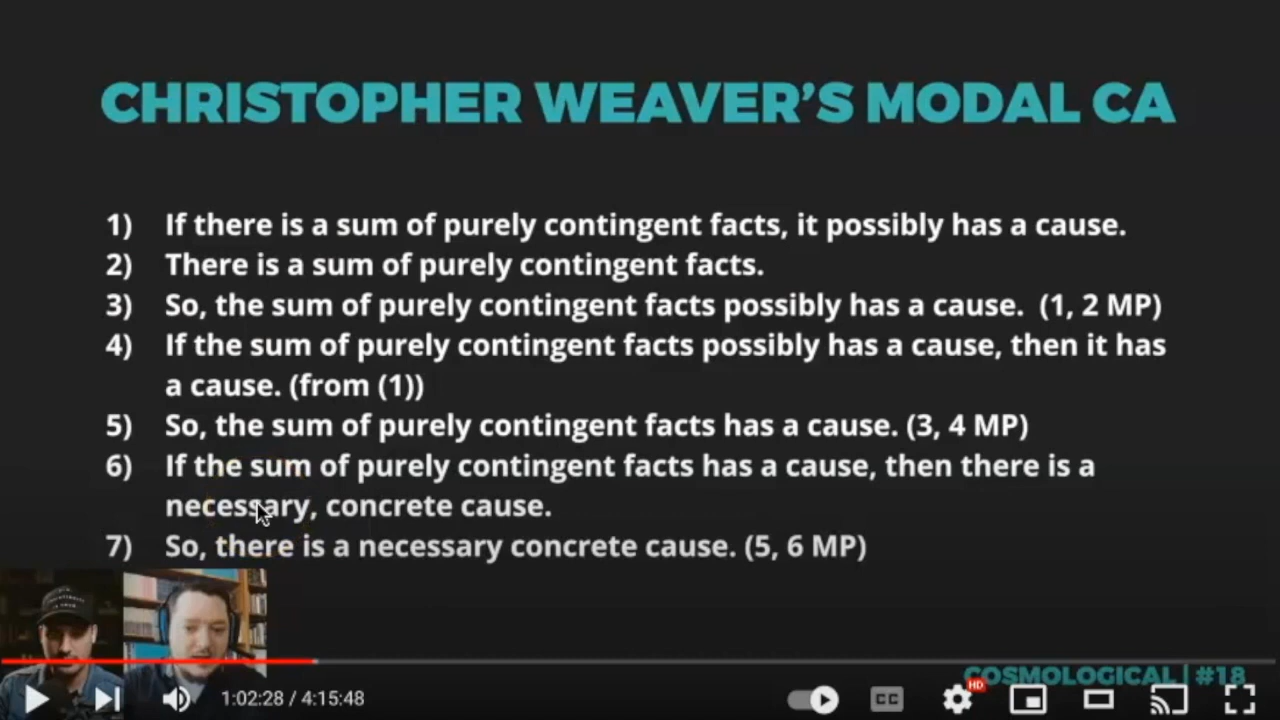 CHRISTOPHER WEAVER'S MODAL CA
1) If there is a sum of purely contingent facts, it possibly has a cause.
2) There is a sum of purely contingent facts.
3) So, the sum of purely contingent facts possibly has a cause. (1, 2 MP)
4) If the sum of purely contingent facts possibly has a cause, then it has
a cause. (from (1))
5) So, the sum of purely contingent facts has a cause. (3, 4 MP)
6) If the sum of purely contingent facts has a cause, then there is a
necessary, concrete cause.
7) So, there is a necessary concrete cause. (5, 6 MP)
COSMOLOGICAL | #18
1:02:28 / 4:15:48
CC
HD